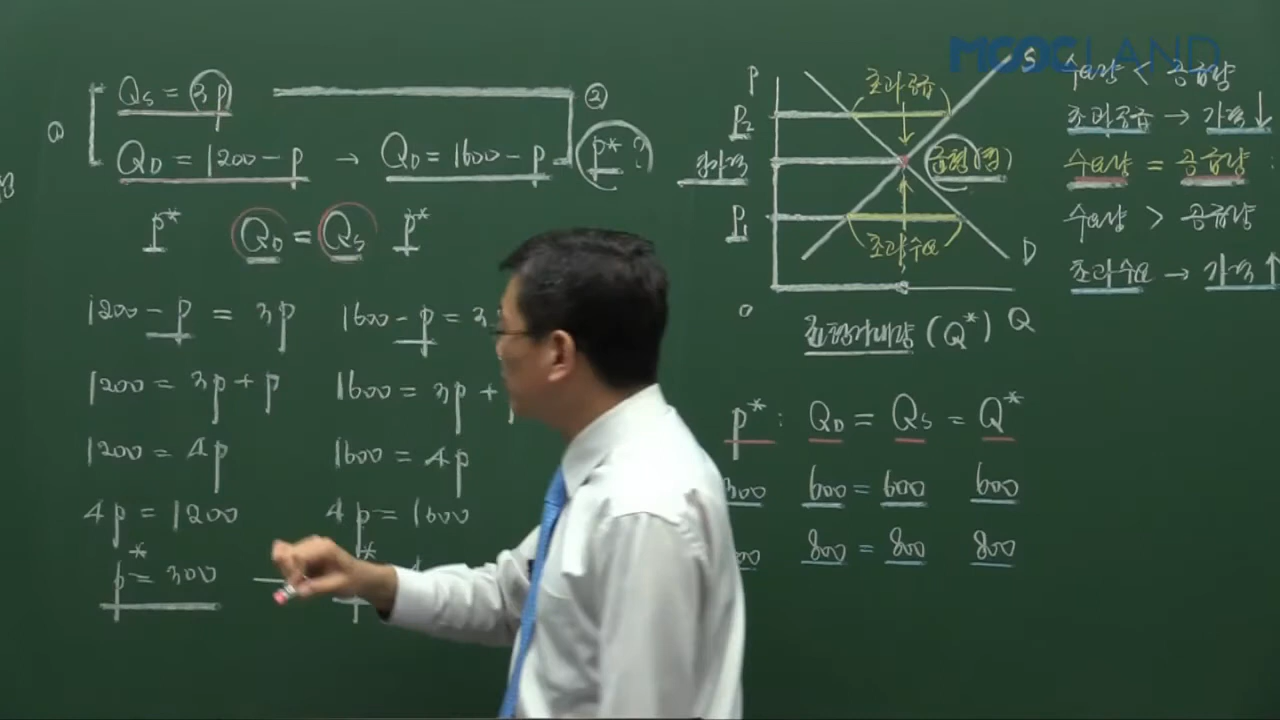 MOOCLAND
Qs = 3p
②
QD = 1200 - p → QD = 1600 - p p* ?
p* QD = Qs p*
1200 - p = 3p 1600 - p = 3
1200 = 3p + p 1600 = 3p +
1200 = 4p 1600 = 4p
4p = 1200 4p = 1600
p* = 300
P 초과공급 S
P₂
P₁ 초과수요 D
0
균형거래량 (Q*) Q
수요량 < 공급량
초과공급 → 가격↓
수요량 = 공급량
수요량 > 공급량
초과수요 → 가격↑
p* : QD = Qs = Q*
300 600 = 600 600
00 800 = 800 800